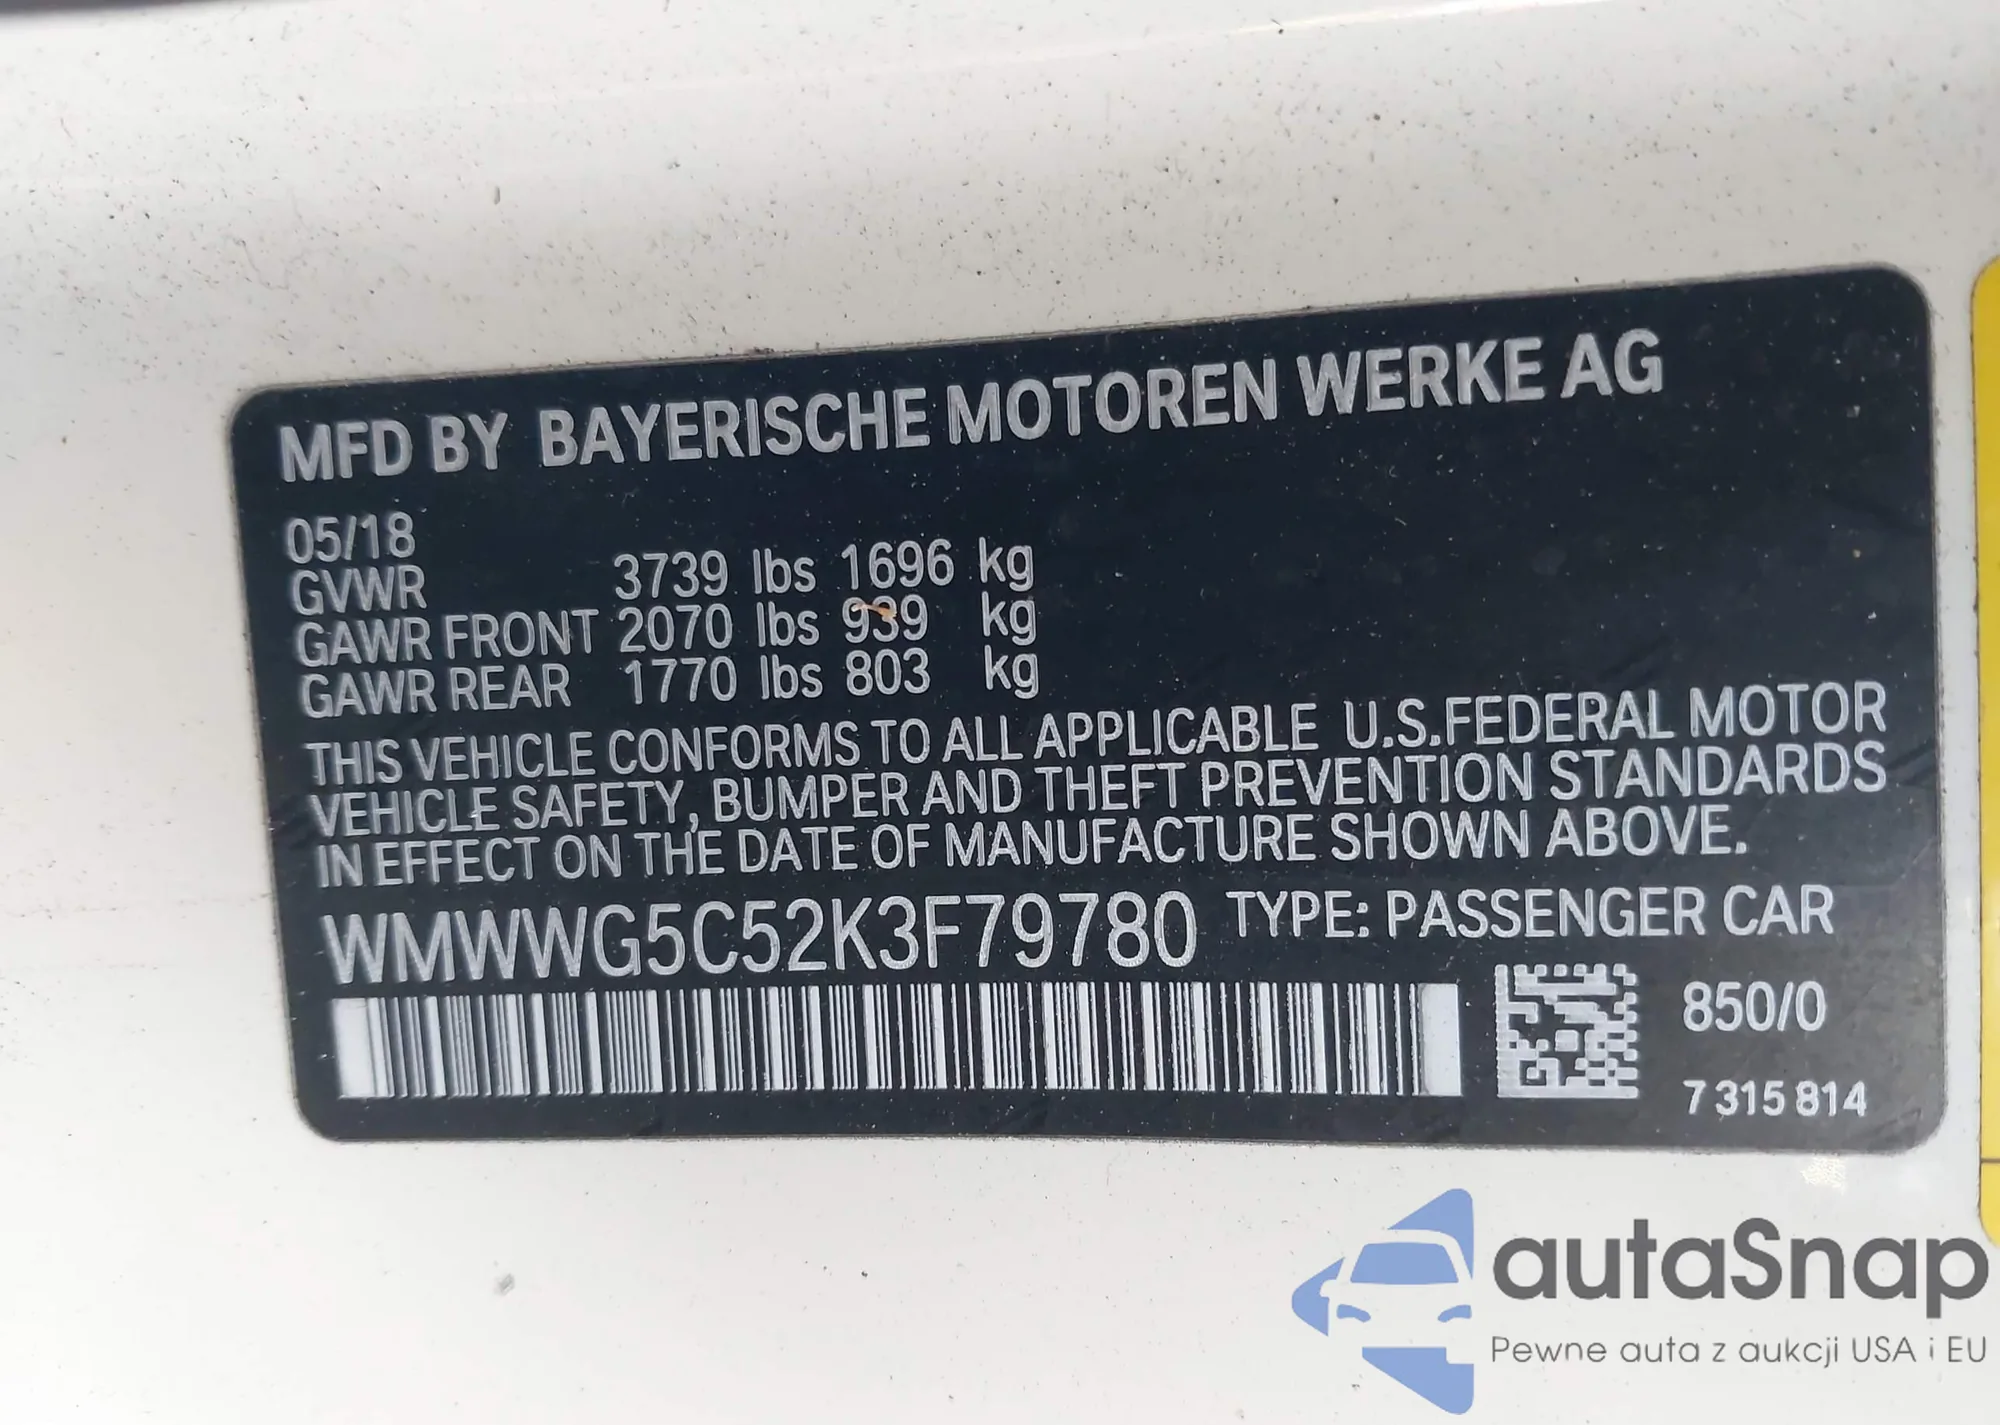 MFD BY BAYERISCHE MOTOREN WERKE AG
05/18
GVWR 3739 lbs 1696 kg
GAWR FRONT 2070 lbs 939 kg
GAWR REAR 1770 lbs 803 kg
THIS VEHICLE CONFORMS TO ALL APPLICABLE U.S.FEDERAL MOTOR
VEHICLE SAFETY, BUMPER AND THEFT PREVENTION STANDARDS
IN EFFECT ON THE DATE OF MANUFACTURE SHOWN ABOVE.
WMWWG5C52K3F79780 TYPE: PASSENGER CAR
850/0
7 315 814
autaSnap
Pewne auta z aukcji USA i EU